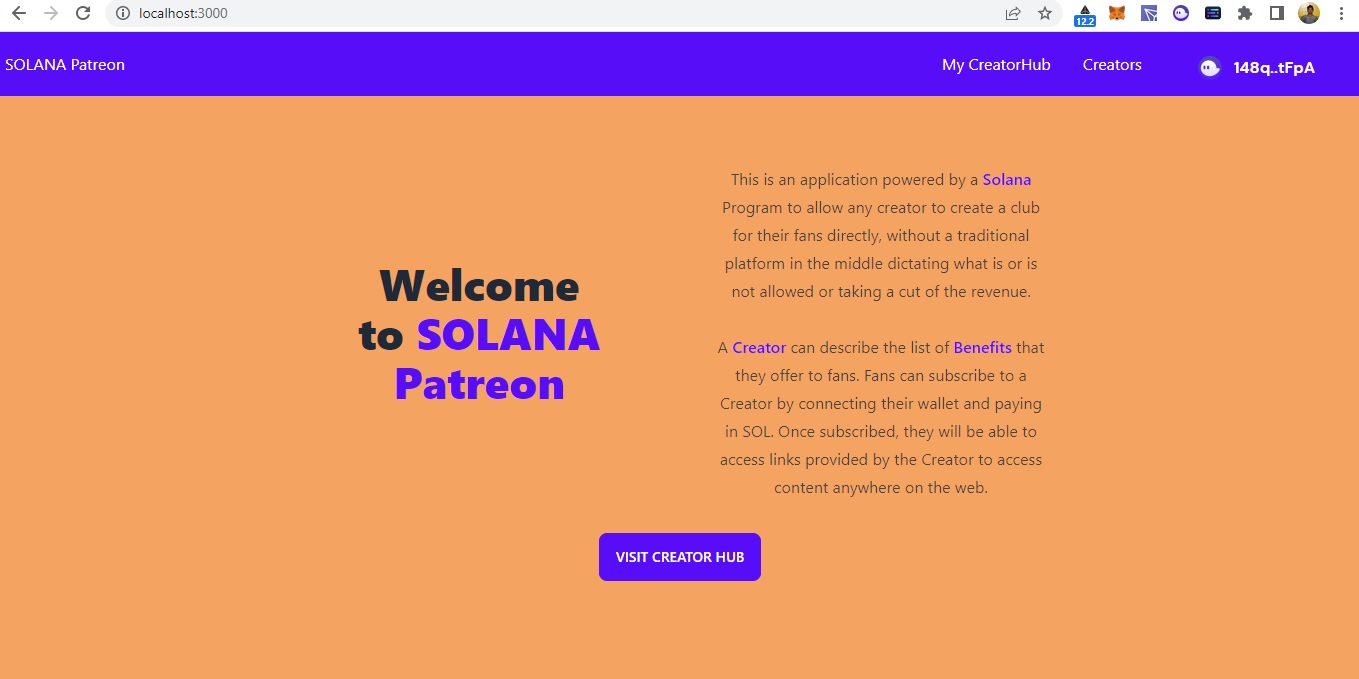 localhost:3000
12.2
SOLANA Patreon
My CreatorHub
Creators
148q..tFpA
Welcome
to SOLANA
Patreon
This is an application powered by a Solana
Program to allow any creator to create a club
for their fans directly, without a traditional
platform in the middle dictating what is or is
not allowed or taking a cut of the revenue.
A Creator can describe the list of Benefits that
they offer to fans. Fans can subscribe to a
Creator by connecting their wallet and paying
in SOL. Once subscribed, they will be able to
access links provided by the Creator to access
content anywhere on the web.
VISIT CREATOR HUB